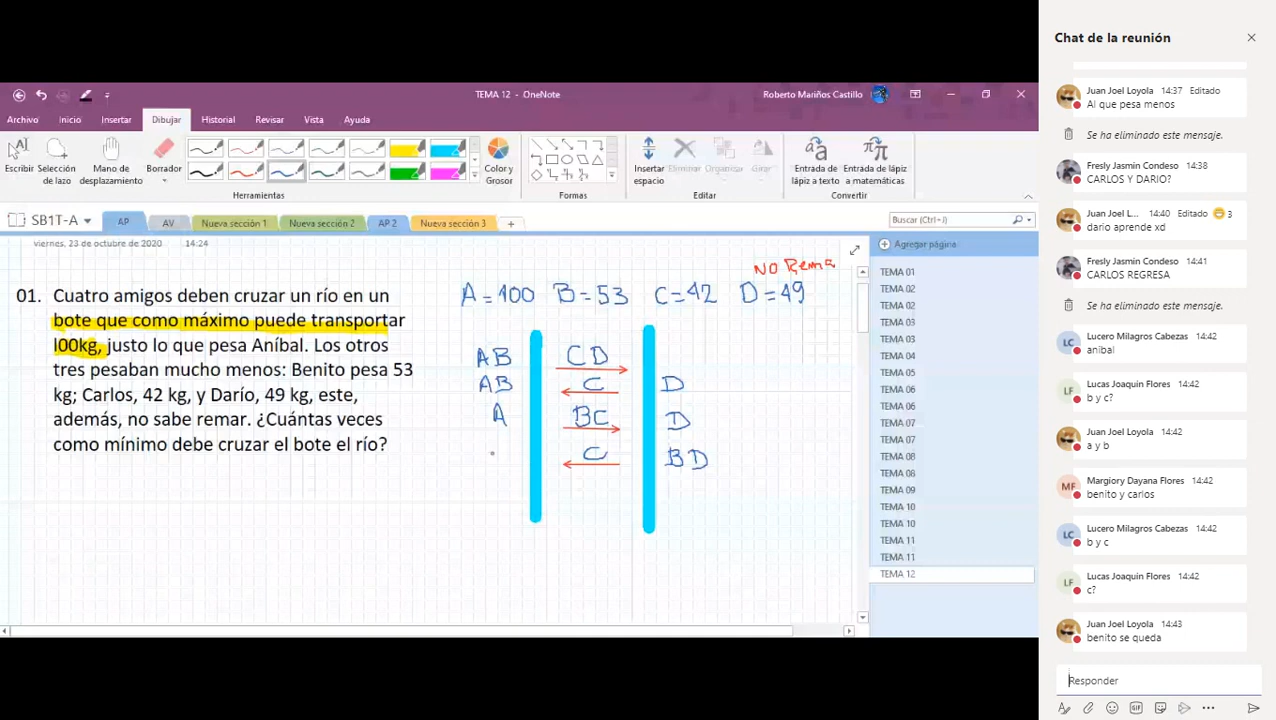 Chat de la reunión
TEMA 12 - OneNote
Roberto Mariños Castillo
Archivo Inicio Insertar Dibujar Historial Revisar Vista Ayuda
Escribir
Selección de lazo
Mano de desplazamiento
Borrador
Color y Grosor
Insertar espacio
Eliminar
Organizar
Girar
Entrada de lápiz a texto
Entrada de lápiz a matemáticas
Herramientas
Formas
Editar
Convertir
SB1T-A
AP
AV
Nueva sección 1
Nueva sección 2
AP 2
Nueva sección 3
+
Buscar (Ctrl+J)
viernes, 23 de octubre de 2020 14:24
01. Cuatro amigos deben cruzar un río en un
bote que como máximo puede transportar
l00kg, justo lo que pesa Aníbal. Los otros
tres pesaban mucho menos: Benito pesa 53
kg; Carlos, 42 kg, y Darío, 49 kg, este,
además, no sabe remar. ¿Cuántas veces
como mínimo debe cruzar el bote el río?
NO Rema
A = 100 B = 53 C = 42 D = 49
AB CD
AB C D
A BC D
C BD
Agregar página
TEMA 01
TEMA 02
TEMA 02
TEMA 03
TEMA 03
TEMA 04
TEMA 05
TEMA 06
TEMA 06
TEMA 07
TEMA 07
TEMA 08
TEMA 08
TEMA 09
TEMA 10
TEMA 10
TEMA 11
TEMA 11
TEMA 12
Juan Joel Loyola 14:37 Editado
Al que pesa menos
Se ha eliminado este mensaje.
Fresly Jasmin Condeso 14:38
CARLOS Y DARIO?
Juan Joel L... 14:40 Editado 3
dario aprende xd
Fresly Jasmin Condeso 14:41
CARLOS REGRESA
Se ha eliminado este mensaje.
Lucero Milagros Cabezas 14:42
anibal
Lucas Joaquin Flores 14:42
b y c?
Juan Joel Loyola 14:42
a y b
Margiory Dayana Flores 14:42
benito y carlos
Lucero Milagros Cabezas 14:42
b y c
Lucas Joaquin Flores 14:42
c?
Juan Joel Loyola 14:43
benito se queda
Responder